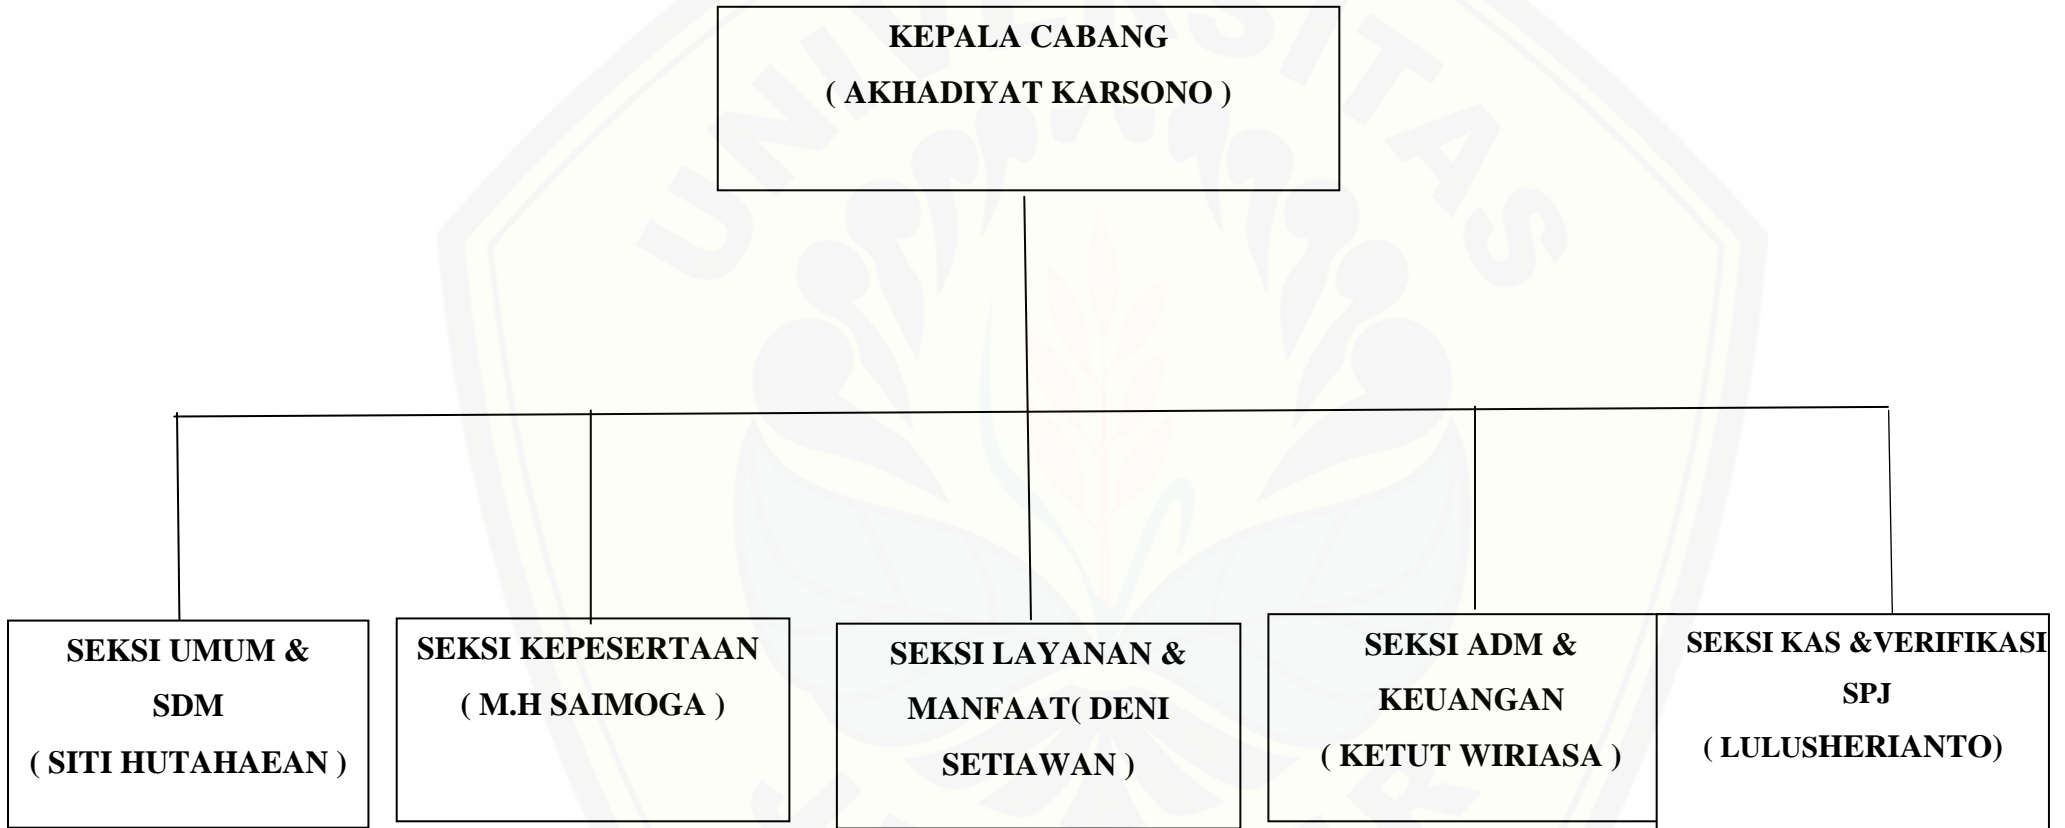 UNIVERSITAS
KEPALA CABANG
( AKHADIYAT KARSONO )
SEKSI UMUM &
SDM
( SITI HUTAHAEAN )
SEKSI KEPESERTAAN
( M.H SAIMOGA )
SEKSI LAYANAN &
MANFAAT( DENI
SETIAWAN )
SEKSI ADM &
KEUANGAN
( KETUT WIRIASA )
SEKSI KAS &VERIFIKASI
SPJ
( LULUSHERIANTO)